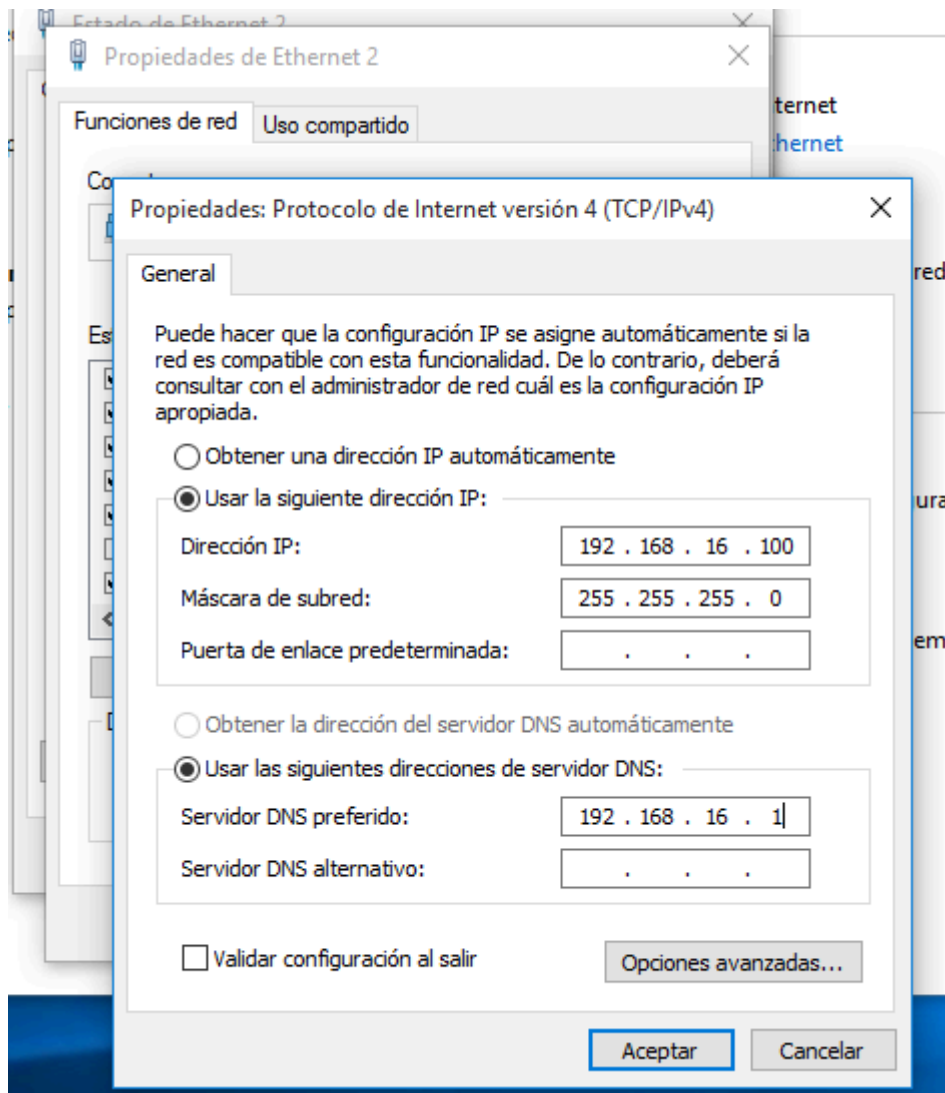 Estado de Ethernet 2
Propiedades de Ethernet 2
Funciones de red
Uso compartido
Propiedades: Protocolo de Internet versión 4 (TCP/IPv4)
General
Puede hacer que la configuración IP se asigne automáticamente si la
red es compatible con esta funcionalidad. De lo contrario, deberá
consultar con el administrador de red cuál es la configuración IP
apropiada.
Obtener una dirección IP automáticamente
Usar la siguiente dirección IP:
Dirección IP: 192 . 168 . 16 . 100
Máscara de subred: 255 . 255 . 255 . 0
Puerta de enlace predeterminada: . . .
Obtener la dirección del servidor DNS automáticamente
Usar las siguientes direcciones de servidor DNS:
Servidor DNS preferido: 192 . 168 . 16 . 1
Servidor DNS alternativo: . . .
Validar configuración al salir
Opciones avanzadas...
Aceptar
Cancelar
ternet
hernet
red